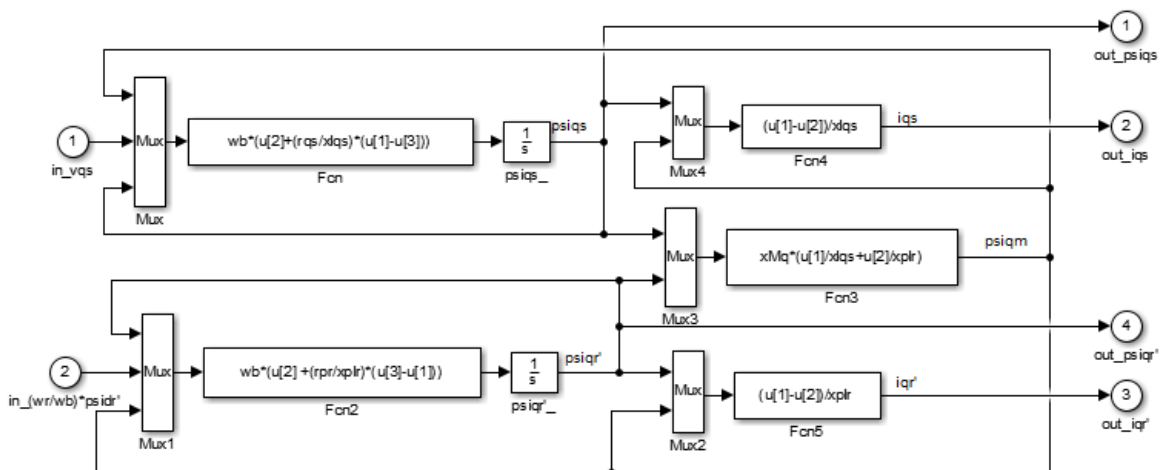 1
out_psiqs
Mux
1
in_vqs
wb*(u[2]+(rqs/xlqs)*(u[1]-u[3]))
Fcn
1
s
psiqs
psiqs_
Mux
Mux
Mux4
(u[1]-u[2])/xlqs
Fcn4
iqs
2
out_iqs
Mux
Mux3
xMq*(u[1]/xlqs+u[2]/xplr)
Fcn3
psiqm
4
out_psiqr'
2
in_(wr/wb)*psidr'
Mux
Mux1
wb*(u[2] +(rpr/xplr)*(u[3]-u[1]))
Fcn2
1
s
psiqr'
psiqr'_
Mux
Mux2
(u[1]-u[2])/xplr
Fcn5
iqr'
3
out_iqr'